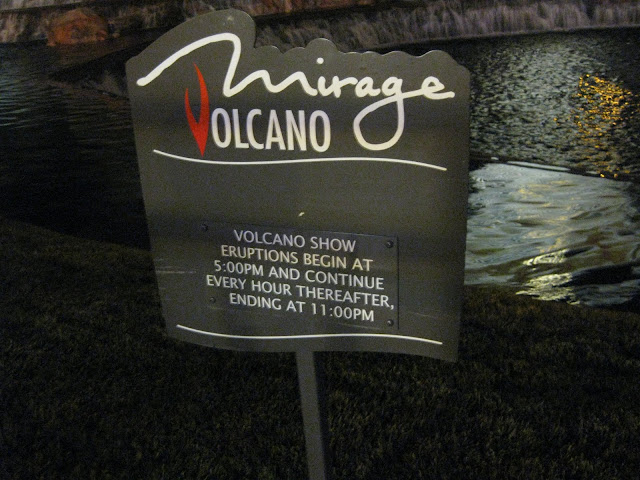 Mirage
VOLCANO
VOLCANO SHOW
ERUPTIONS BEGIN AT
5:00PM AND CONTINUE
EVERY HOUR THEREAFTER,
ENDING AT 11:00PM